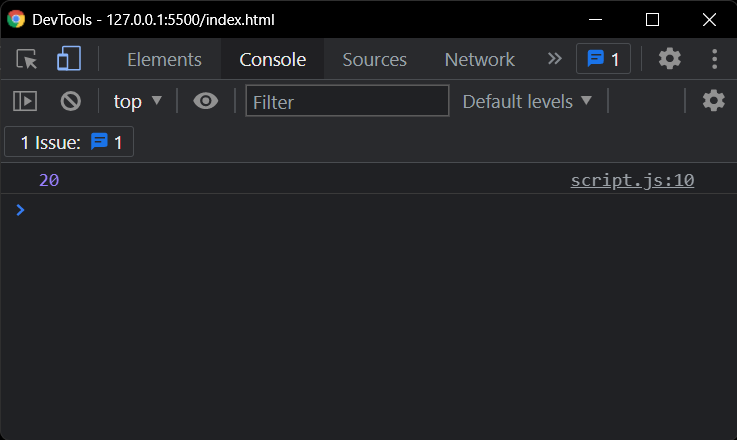 DevTools - 127.0.0.1:5500/index.html
Elements Console Sources Network 1
top Filter Default levels
1 Issue: 1
20 script.js:10